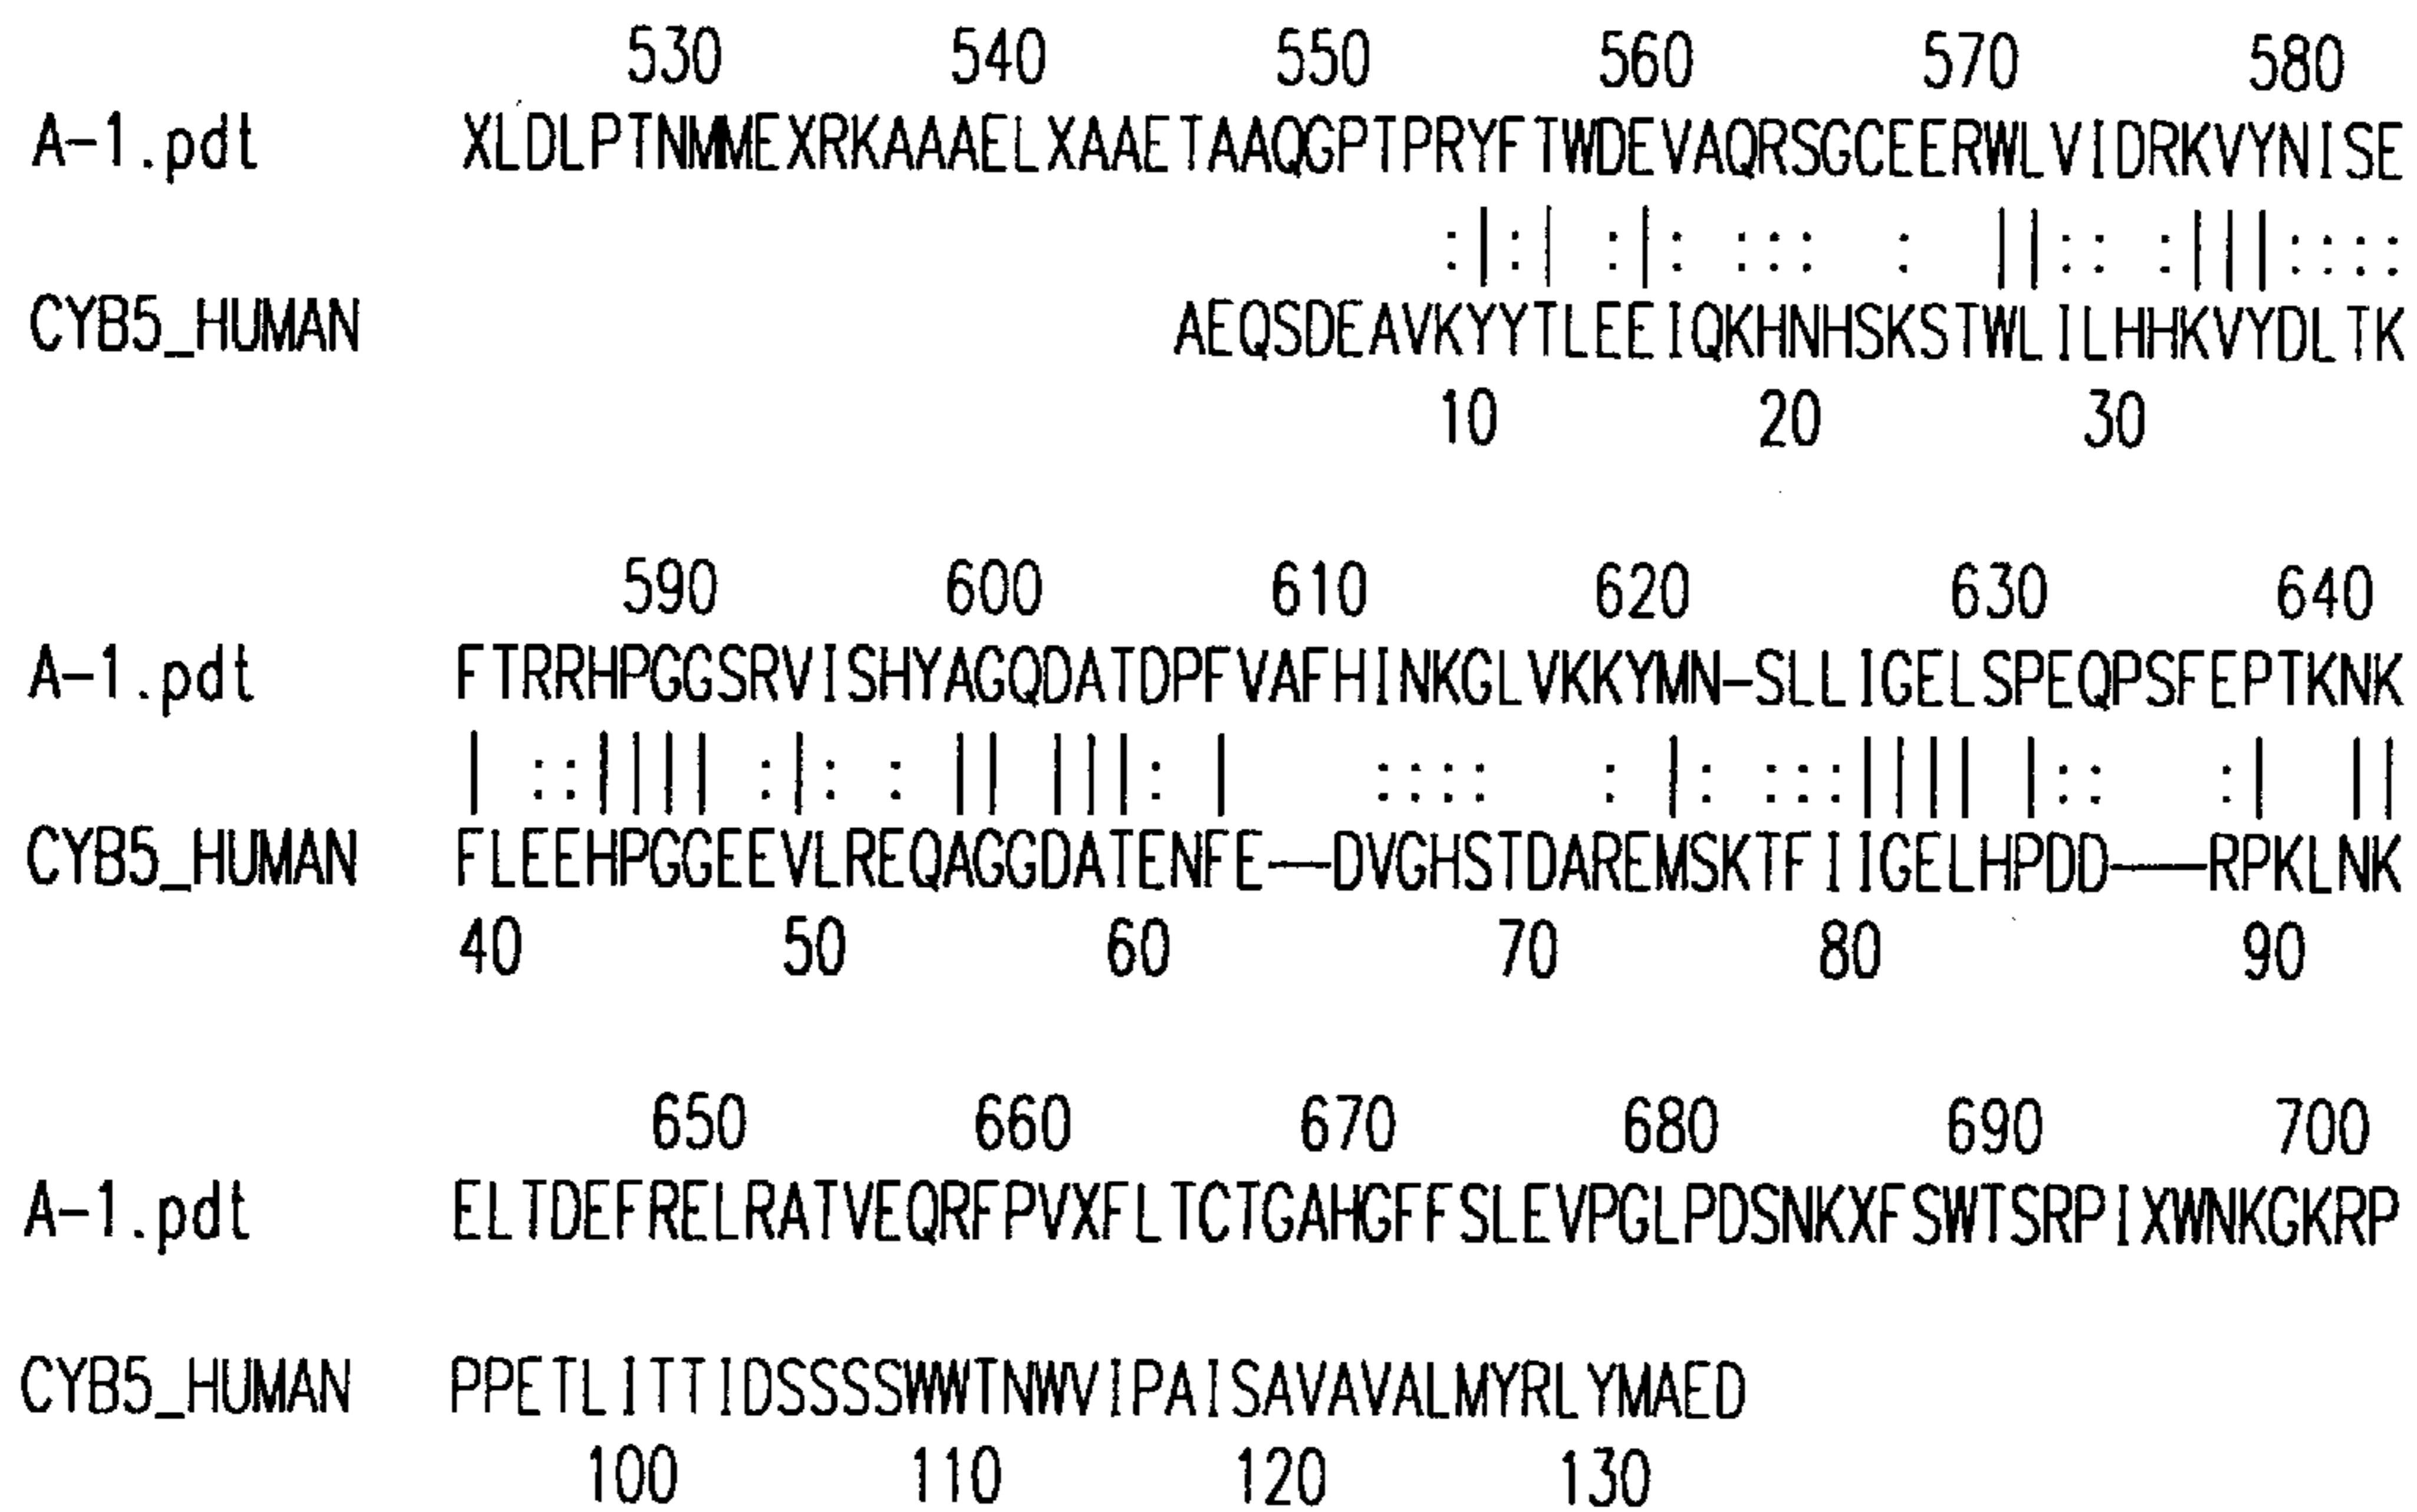 530 540 550 560 570 580
A-1.pdt XLDLPTNMMEXRKAAAELXAAETAAQGPTPRYFTWDEVAQRSGCEERWLVIDRKVYNISE
:|:| :|: ::: : ||:: :|||::::
CYB5_HUMAN AEQSDEAVKYYTLEEIQKHNHSKSTWLILHHKVYDLTK
10 20 30
590 600 610 620 630 640
A-1.pdt FTRRHPGGSRVISHYAGQDATDPFVAFHINKGLVKKYMN-SLLIGELSPEQPSFEPTKNK
| ::|||| :|: : || |||: | :::: : |: :::|||| |:: :| ||
CYB5_HUMAN FLEEHPGGEEVLREQAGGDATENFE--DVGHSTDAREMSKTFIIGELHPDD---RPKLNK
40 50 60 70 80 90
650 660 670 680 690 700
A-1.pdt ELTDEFRELRATVEQRFPVXFLTCTGAHGFFSLEVPGLPDSNKXFSWTSRPIXWNKGKRP
CYB5_HUMAN PPETLITTIDSSSSWWTNWVIPAISAVAVALMYRLYMAED
100 110 120 130